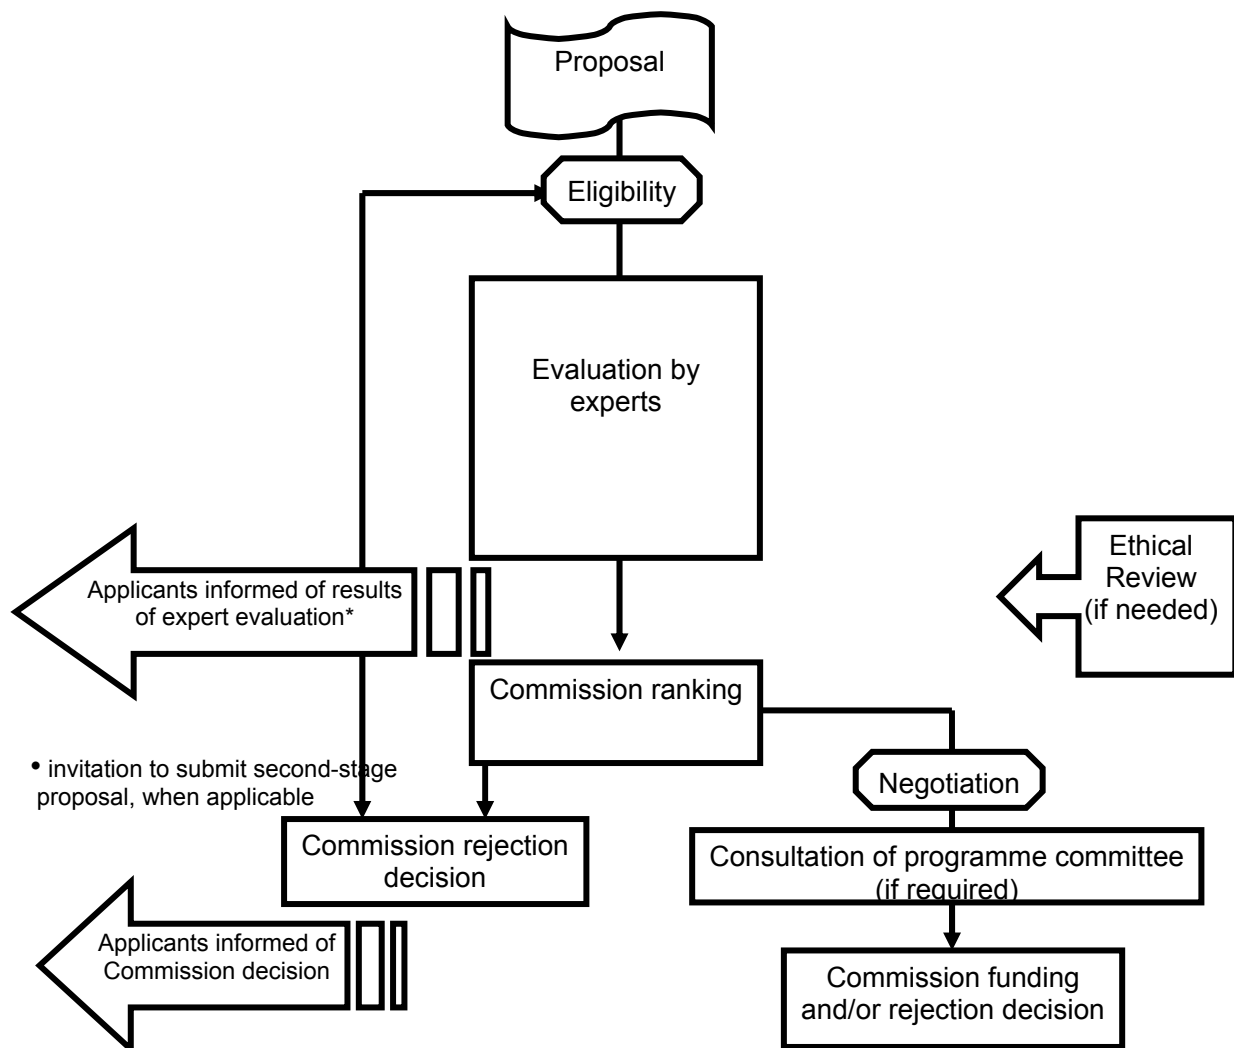 Proposal
Eligibility
Evaluation by
experts
Applicants informed of results
of expert evaluation*
Ethical
Review
(if needed)
Commission ranking
• invitation to submit second-stage
proposal, when applicable
Negotiation
Commission rejection
decision
Consultation of programme committee
(if required)
Applicants informed of
Commission decision
Commission funding
and/or rejection decision